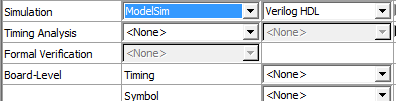 Simulation ModelSim Verilog HDL
Timing Analysis <None> <None>
Formal Verification <None>
Board-Level Timing <None>
Symbol <None>